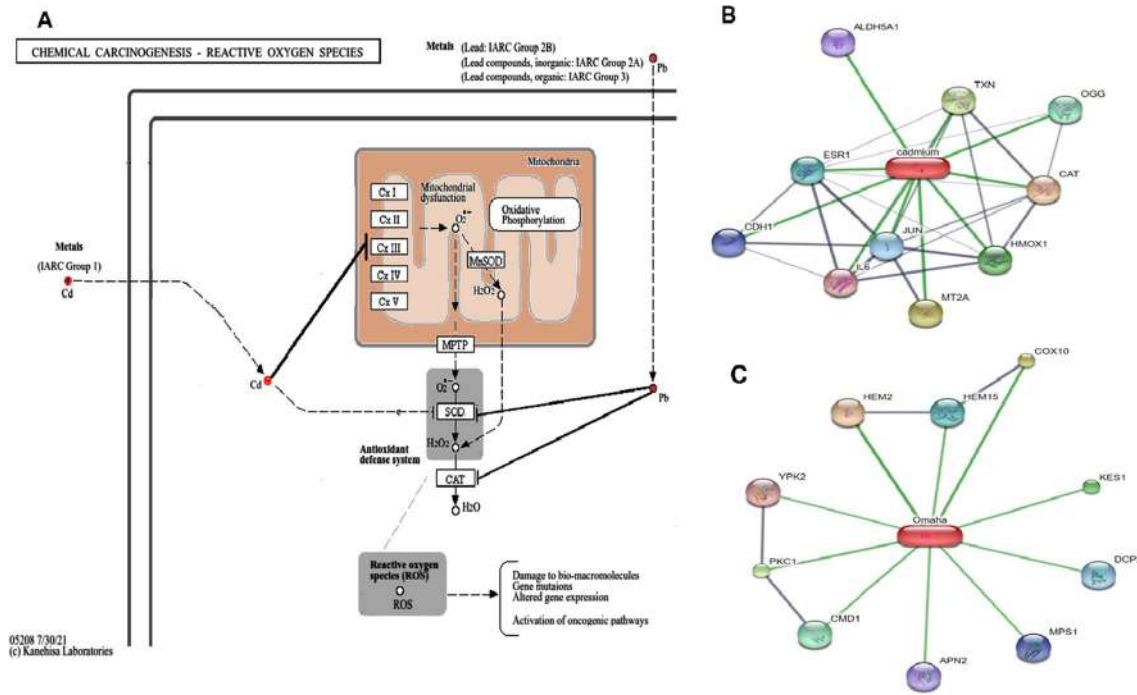 A
CHEMICAL CARCINOGENESIS - REACTIVE OXYGEN SPECIES
Metals (Lead: IARC Group 2B)
(Lead compounds, inorganic: IARC Group 2A)
(Lead compounds, organic: IARC Group 3)
Pb
Mitochondria
Cx I
Cx II
Cx III
Cx IV
Cx V
Mitochondrial
dysfunction
O2•−
Oxidative
Phosphorylation
MnSOD
H2O2
Metals
(IARC Group 1)
Cd
Cd
MPTP
O2•−
SOD
Pb
H2O2
Antioxidant
defense system
CAT
H2O
Reactive oxygen
species (ROS)
ROS
Damage to bio-macromolecules
Gene mutaions
Altered gene expression
Activation of oncogenic pathways
05208 7/30/21
(c) Kanehisa Laboratories
B
ALDH5A1
TXN
OGG
cadmium
ESR1
CAT
CDH1
JUN
HMOX1
IL6
MT2A
C
COX10
HEM2
HEM15
YPK2
KES1
Omaha
PKC1
CMD1
MPS1
APN2